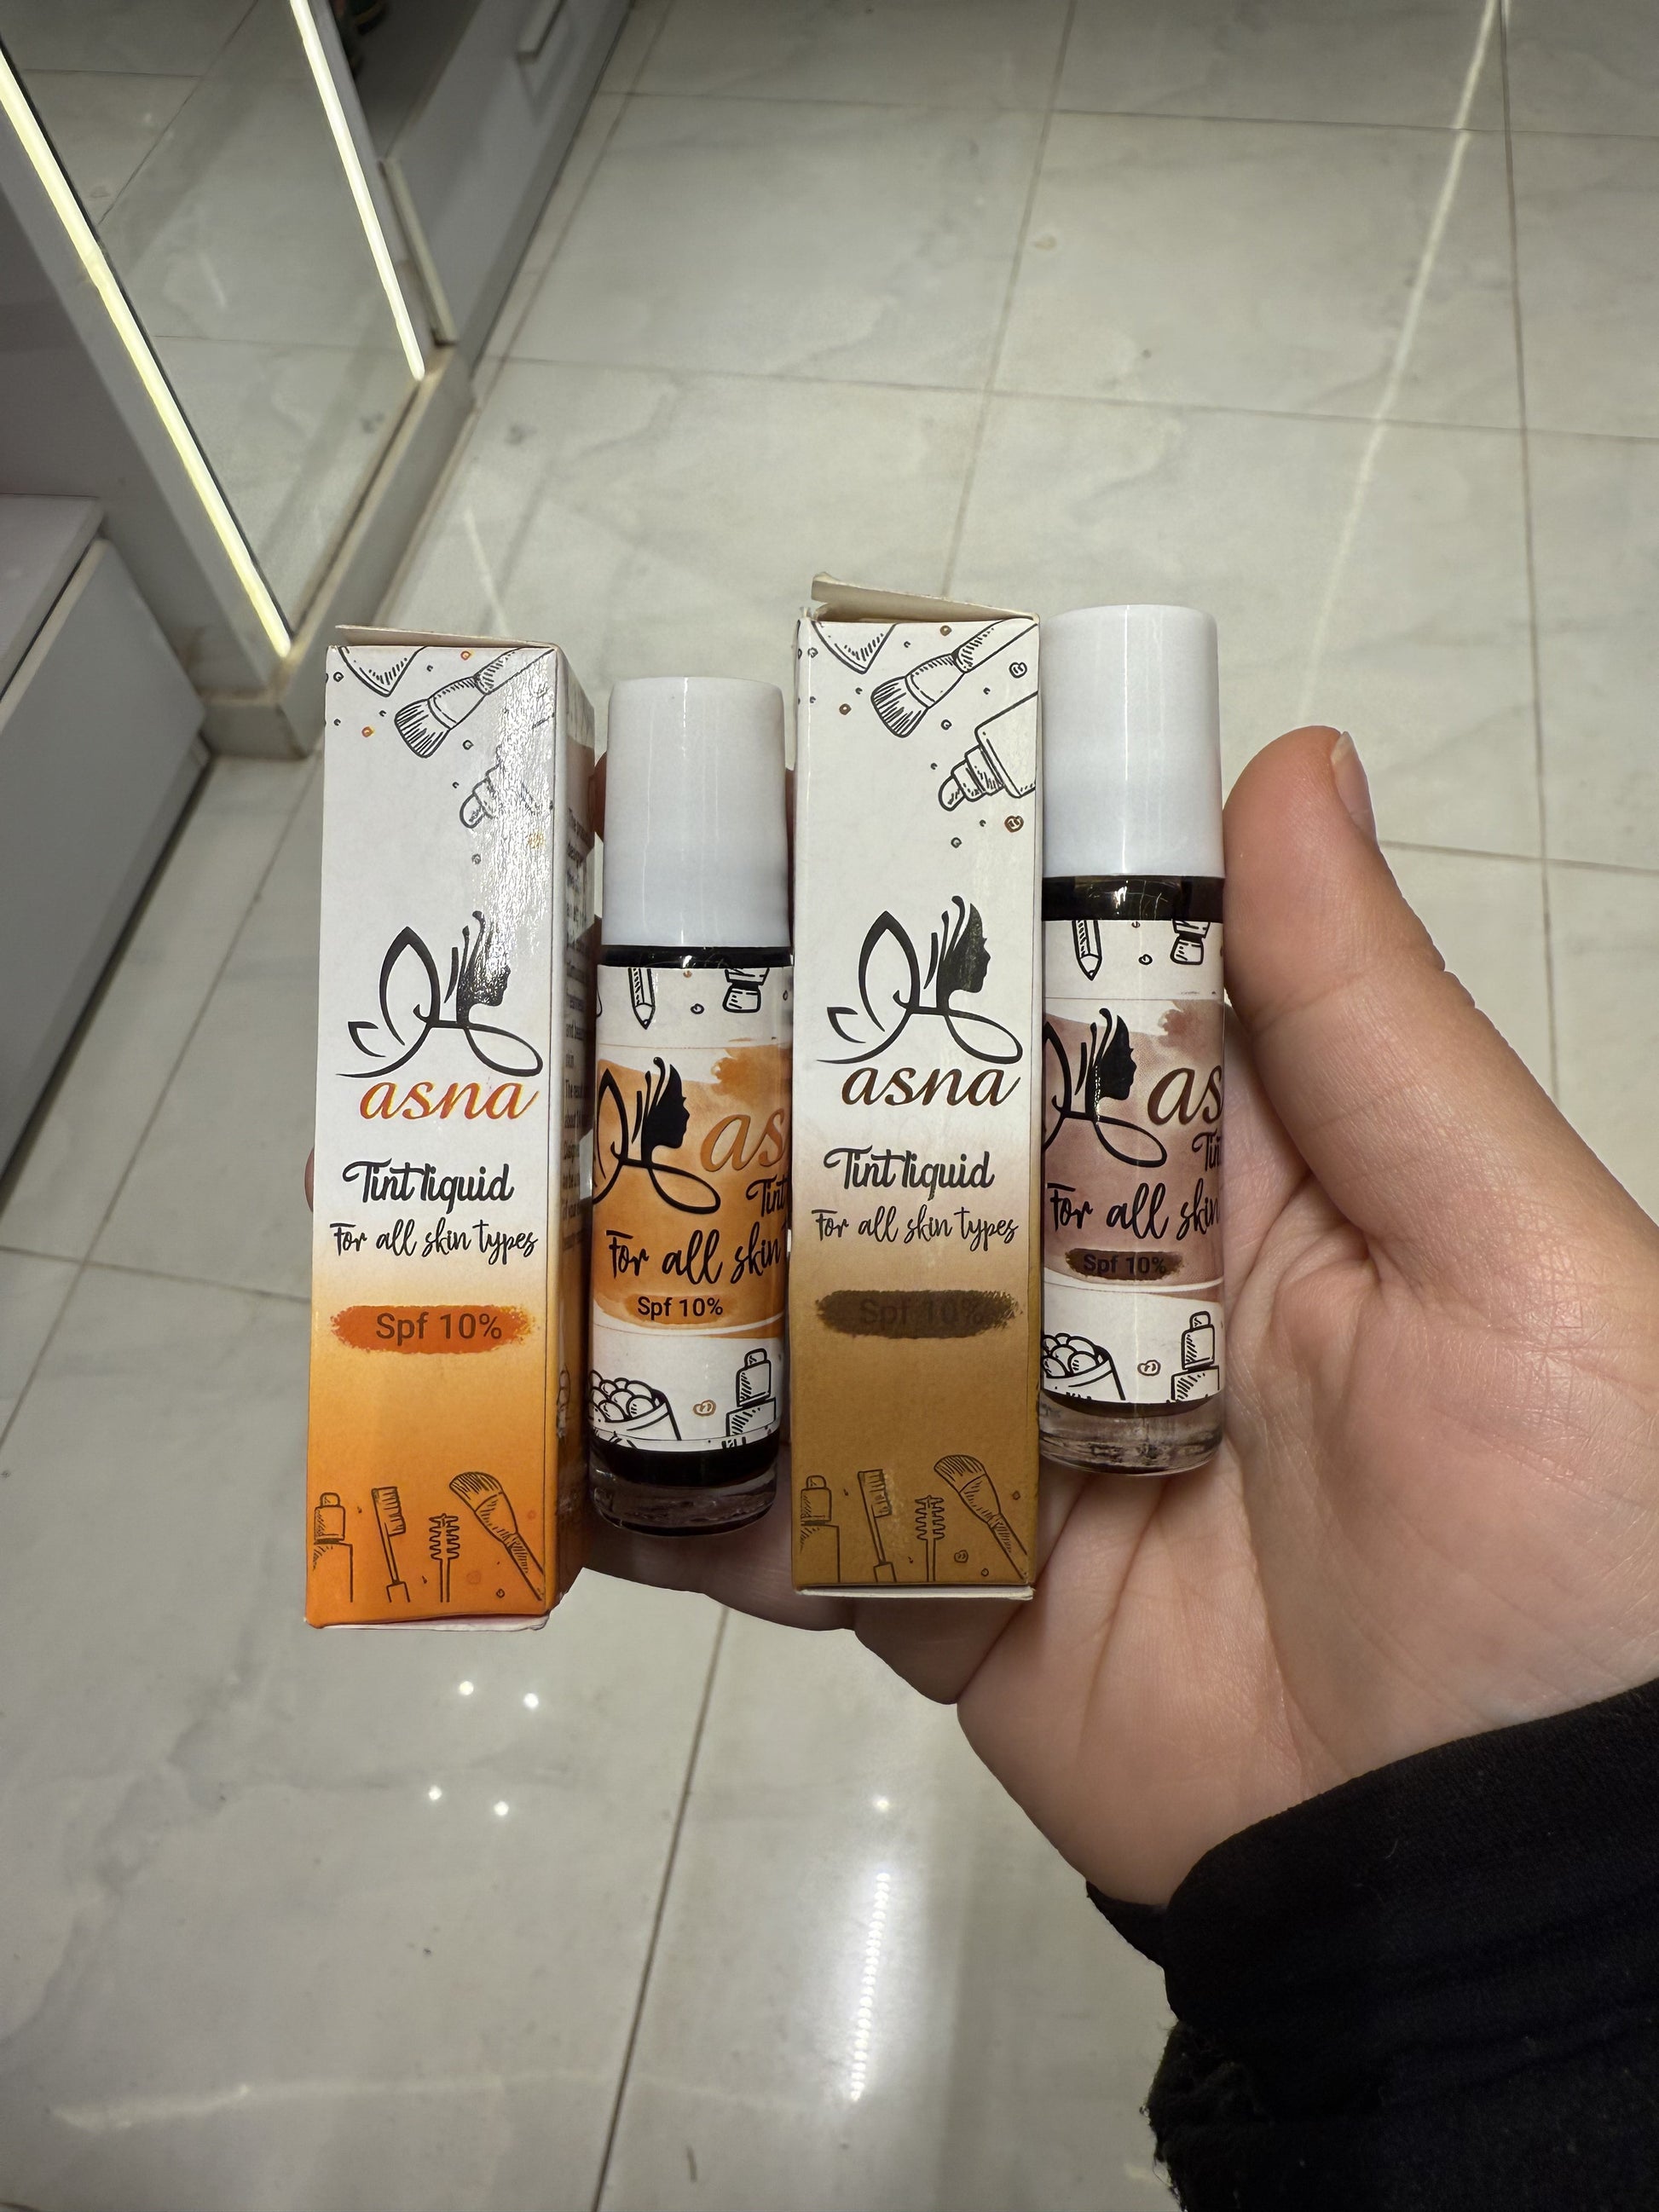 asna
Tint liquid
For all skin types
Spf 10%
as
Tint
For all skin
Spf 10%
asna
Tint liquid
For all skin types
Spf 10%
as
For all skin
Spf 10%